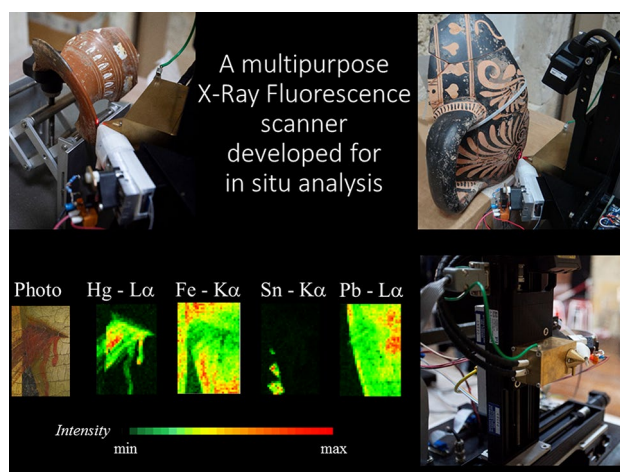 A multipurpose
X-Ray Fluorescence
scanner
developed for
in situ analysis
Photo Hg - Lα Fe - Kα Sn - Kα Pb - Lα
Intensity
min max